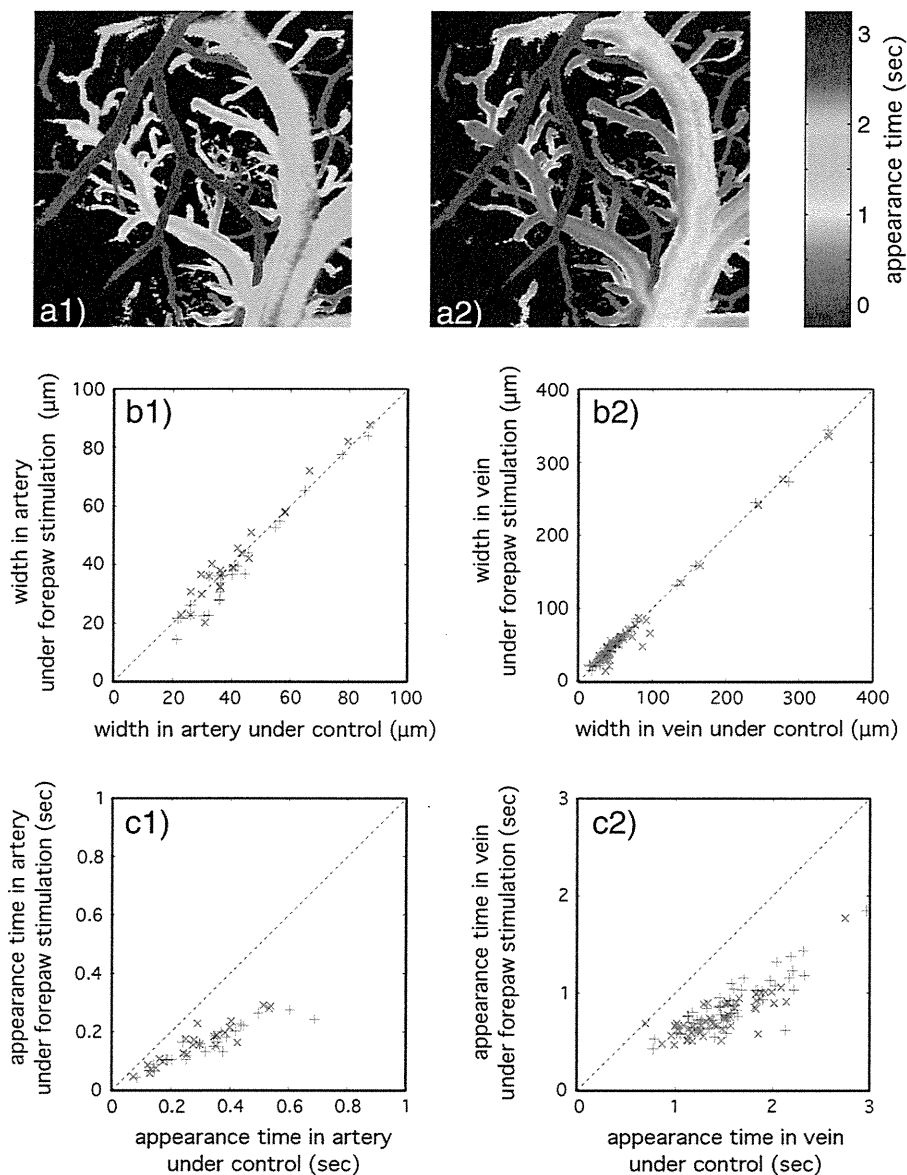 a1)
a2)
3
2
1
0
appearance time (sec)
b1)
100
80
60
40
20
0
0 20 40 60 80 100
width in artery
under forepaw stimulation (µm)
width in artery under control (µm)
b2)
400
300
200
100
0
0 100 200 300 400
width in vein
under forepaw stimulation (µm)
width in vein under control (µm)
c1)
1
0.8
0.6
0.4
0.2
0
0 0.2 0.4 0.6 0.8 1
appearance time in artery
under forepaw stimulation (sec)
appearance time in artery
under control (sec)
c2)
3
2
1
0
0 1 2 3
appearance time in vein
under forepaw stimulation (sec)
appearance time in vein
under control (sec)